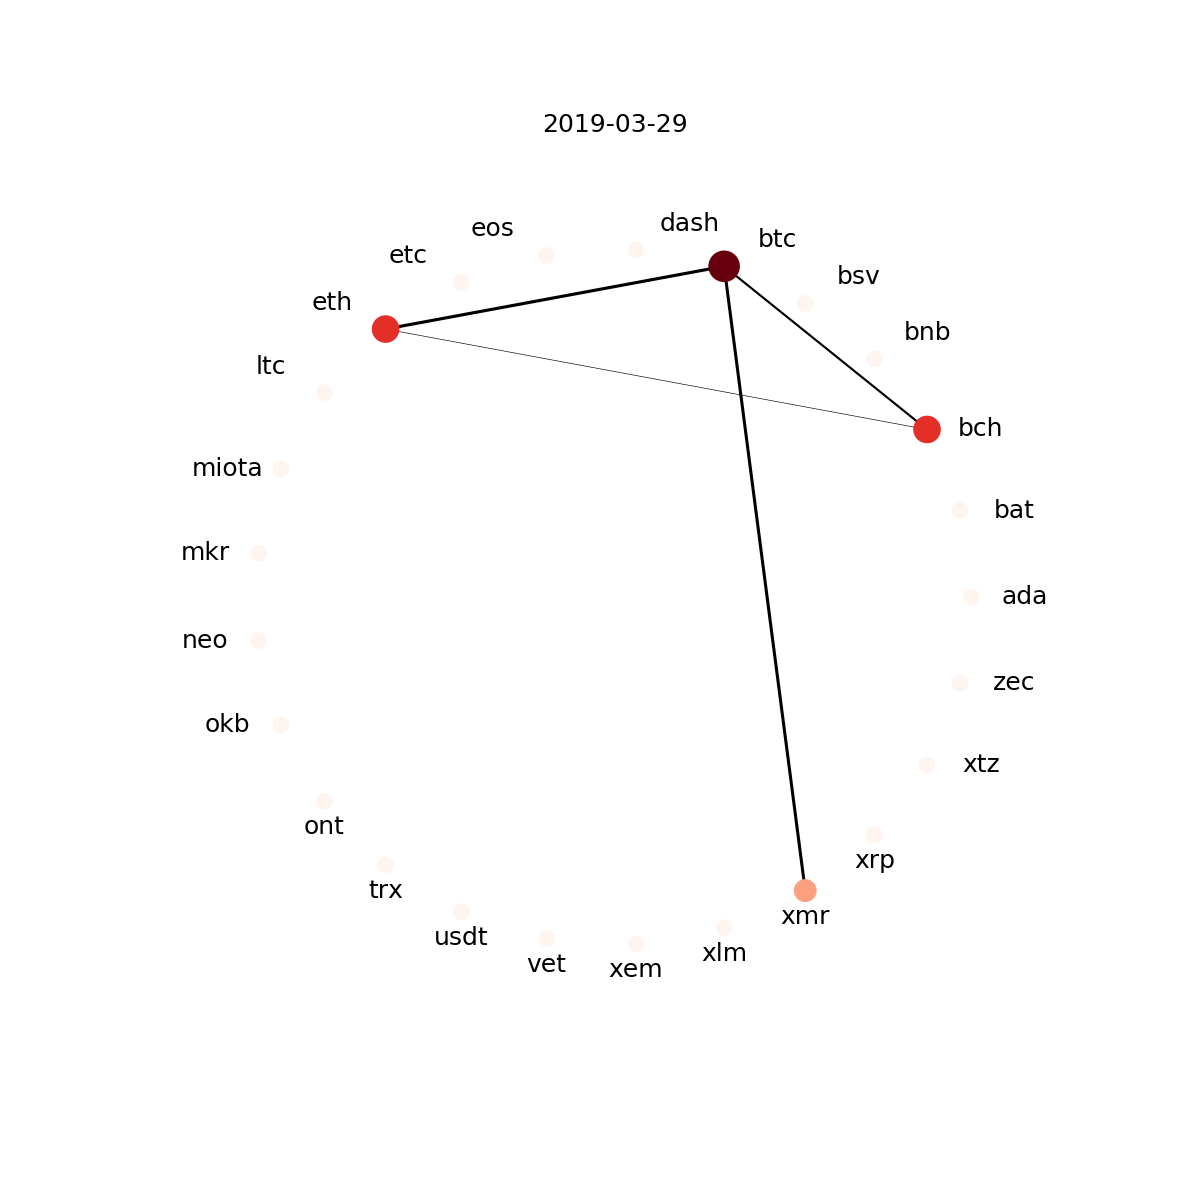 2019-03-29
dash
eos
btc
etc
bsv
eth
bnb
ltc
bch
miota
bat
mkr
ada
neo
zec
okb
xtz
ont
xrp
trx
xmr
usdt
xlm
vet
xem